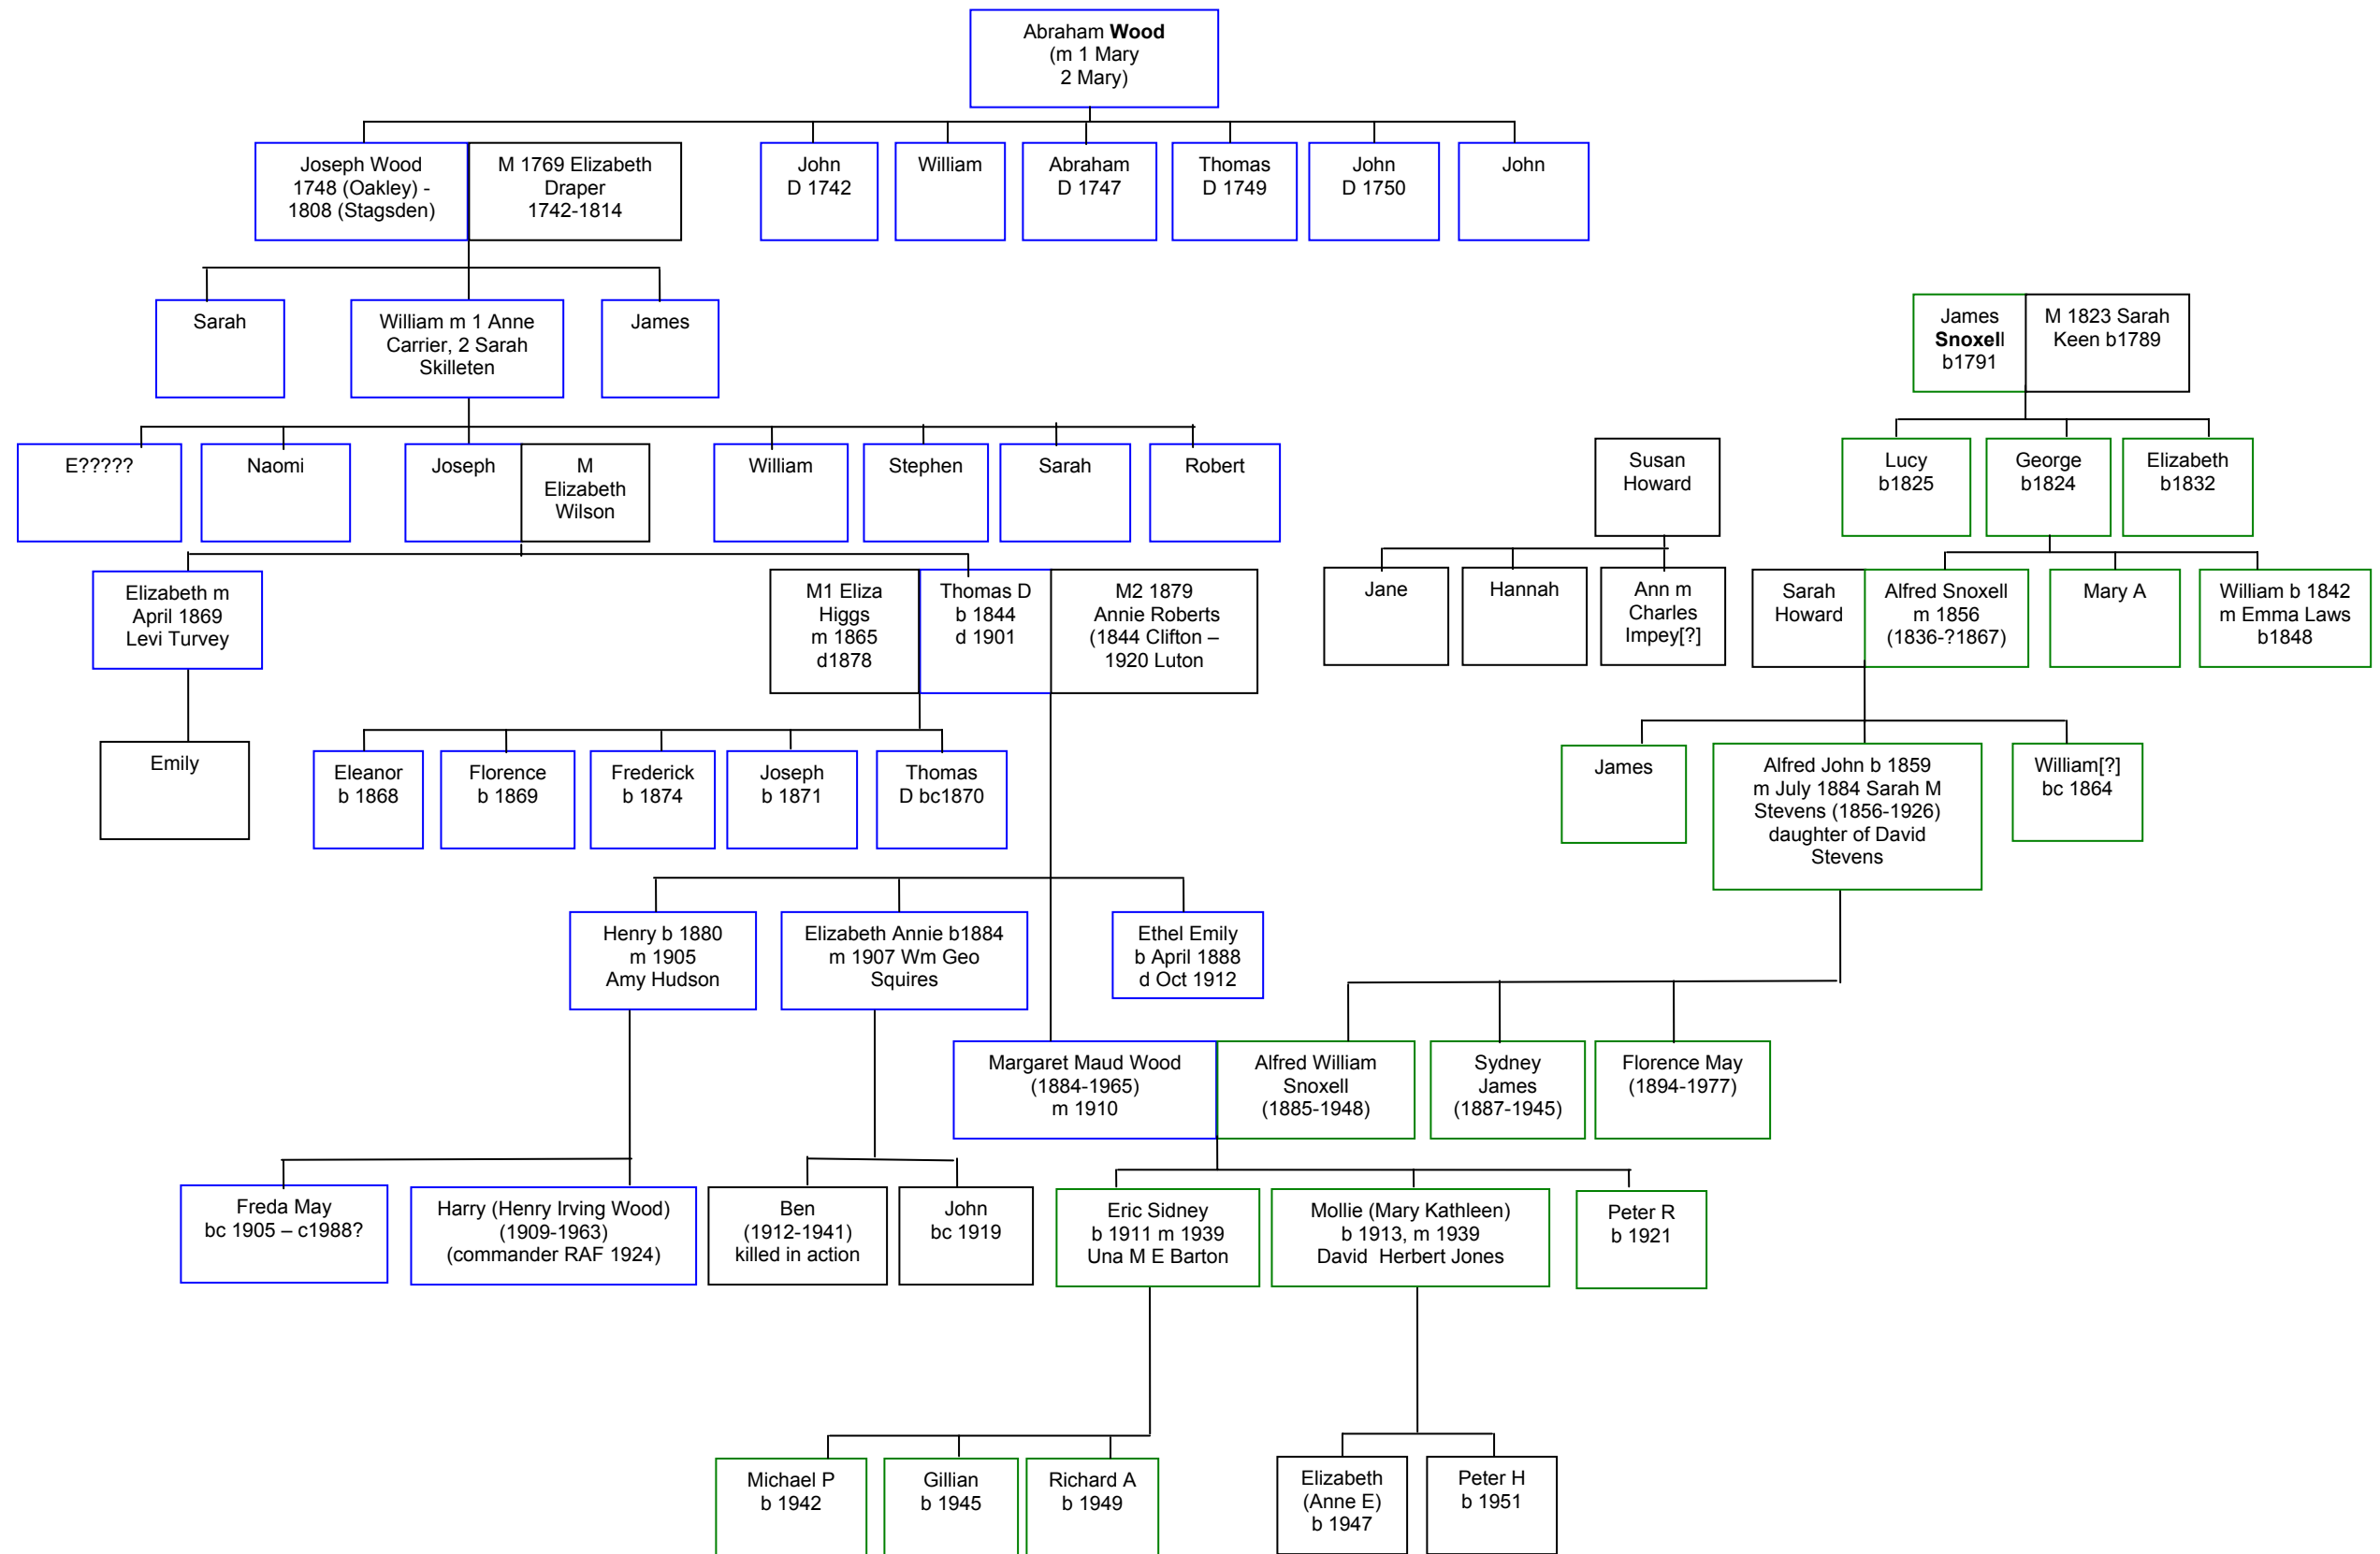 Abraham Wood
(m 1 Mary
2 Mary)
Joseph Wood
1748 (Oakley) -
1808 (Stagsden)
M 1769 Elizabeth
Draper
1742-1814
John
D 1742
William
Abraham
D 1747
Thomas
D 1749
John
D 1750
John
Sarah
William m 1 Anne
Carrier, 2 Sarah
Skilleten
James
James
Snoxell
b1791
M 1823 Sarah
Keen b1789
E?????
Naomi
Joseph
M
Elizabeth
Wilson
William
Stephen
Sarah
Robert
Susan
Howard
Lucy
b1825
George
b1824
Elizabeth
b1832
Elizabeth m
April 1869
Levi Turvey
M1 Eliza
Higgs
m 1865
d1878
Thomas D
b 1844
d 1901
M2 1879
Annie Roberts
(1844 Clifton –
1920 Luton
Jane
Hannah
Ann m
Charles
Impey[?]
Sarah
Howard
Alfred Snoxell
m 1856
(1836-?1867)
Mary A
William b 1842
m Emma Laws
b1848
Emily
Eleanor
b 1868
Florence
b 1869
Frederick
b 1874
Joseph
b 1871
Thomas
D bc1870
James
Alfred John b 1859
m July 1884 Sarah M
Stevens (1856-1926)
daughter of David
Stevens
William[?]
bc 1864
Henry b 1880
m 1905
Amy Hudson
Elizabeth Annie b1884
m 1907 Wm Geo
Squires
Ethel Emily
b April 1888
d Oct 1912
Margaret Maud Wood
(1884-1965)
m 1910
Alfred William
Snoxell
(1885-1948)
Sydney
James
(1887-1945)
Florence May
(1894-1977)
Freda May
bc 1905 – c1988?
Harry (Henry Irving Wood)
(1909-1963)
(commander RAF 1924)
Ben
(1912-1941)
killed in action
John
bc 1919
Eric Sidney
b 1911 m 1939
Una M E Barton
Mollie (Mary Kathleen)
b 1913, m 1939
David Herbert Jones
Peter R
b 1921
Michael P
b 1942
Gillian
b 1945
Richard A
b 1949
Elizabeth
(Anne E)
b 1947
Peter H
b 1951